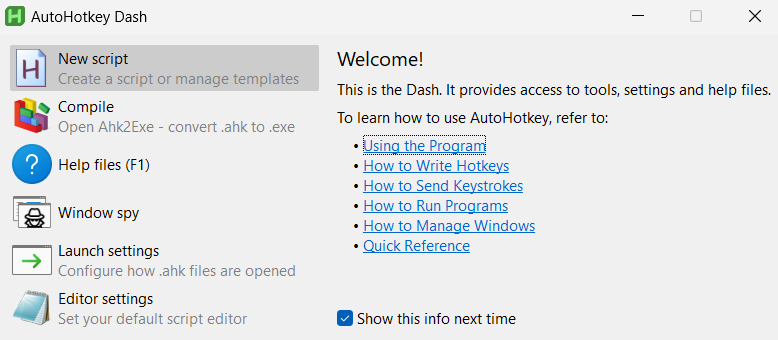 AutoHotkey Dash
New script
Create a script or manage templates
Compile
Open Ahk2Exe - convert .ahk to .exe
Help files (F1)
Window spy
Launch settings
Configure how .ahk files are opened
Editor settings
Set your default script editor
Welcome!
This is the Dash. It provides access to tools, settings and help files.
To learn how to use AutoHotkey, refer to:
• Using the Program
• How to Write Hotkeys
• How to Send Keystrokes
• How to Run Programs
• How to Manage Windows
• Quick Reference
Show this info next time